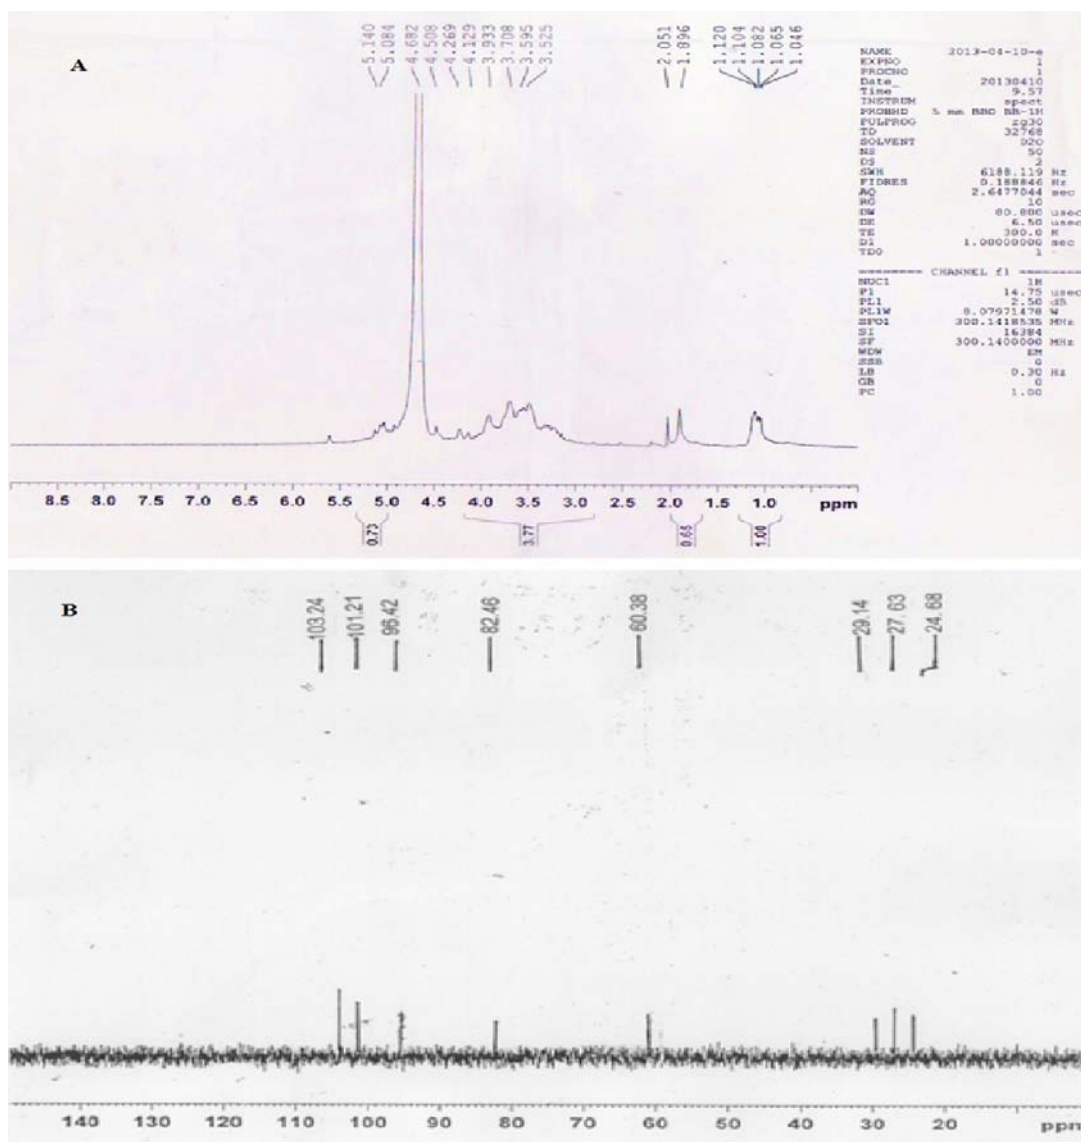 A
5.140
5.084
4.682
4.508
4.269
4.129
3.933
3.708
3.595
3.525
2.051
1.896
1.120
1.104
1.082
1.065
1.046
NAME 2013-04-10-e
EXPNO 1
PROCNO 1
Date_ 20130410
Time 9.57
INSTRUM spect
PROBHD 5 mm BBO BB-1H
PULPROG zg30
TD 32768
SOLVENT D2O
NS 50
DS 2
SWH 6188.119 Hz
FIDRES 0.188846 Hz
AQ 2.6477044 sec
RG 10
DW 80.800 usec
DE 6.50 usec
TE 300.0 K
D1 1.00000000 sec
TD0 1
======== CHANNEL f1 ========
NUC1 1H
P1 14.75 usec
PL1 2.50 dB
PL1W 8.07971478 W
SFO1 300.1418535 MHz
SI 16384
SF 300.1400000 MHz
WDW EM
SSB 0
LB 0.30 Hz
GB 0
PC 1.00
8.5 8.0 7.5 7.0 6.5 6.0 5.5 5.0 4.5 4.0 3.5 3.0 2.5 2.0 1.5 1.0 ppm
0.73
3.77
1.00
B
103.24
101.21
96.42
82.46
60.38
29.14
27.63
24.68
140 130 120 110 100 90 80 70 60 50 40 30 20 ppm